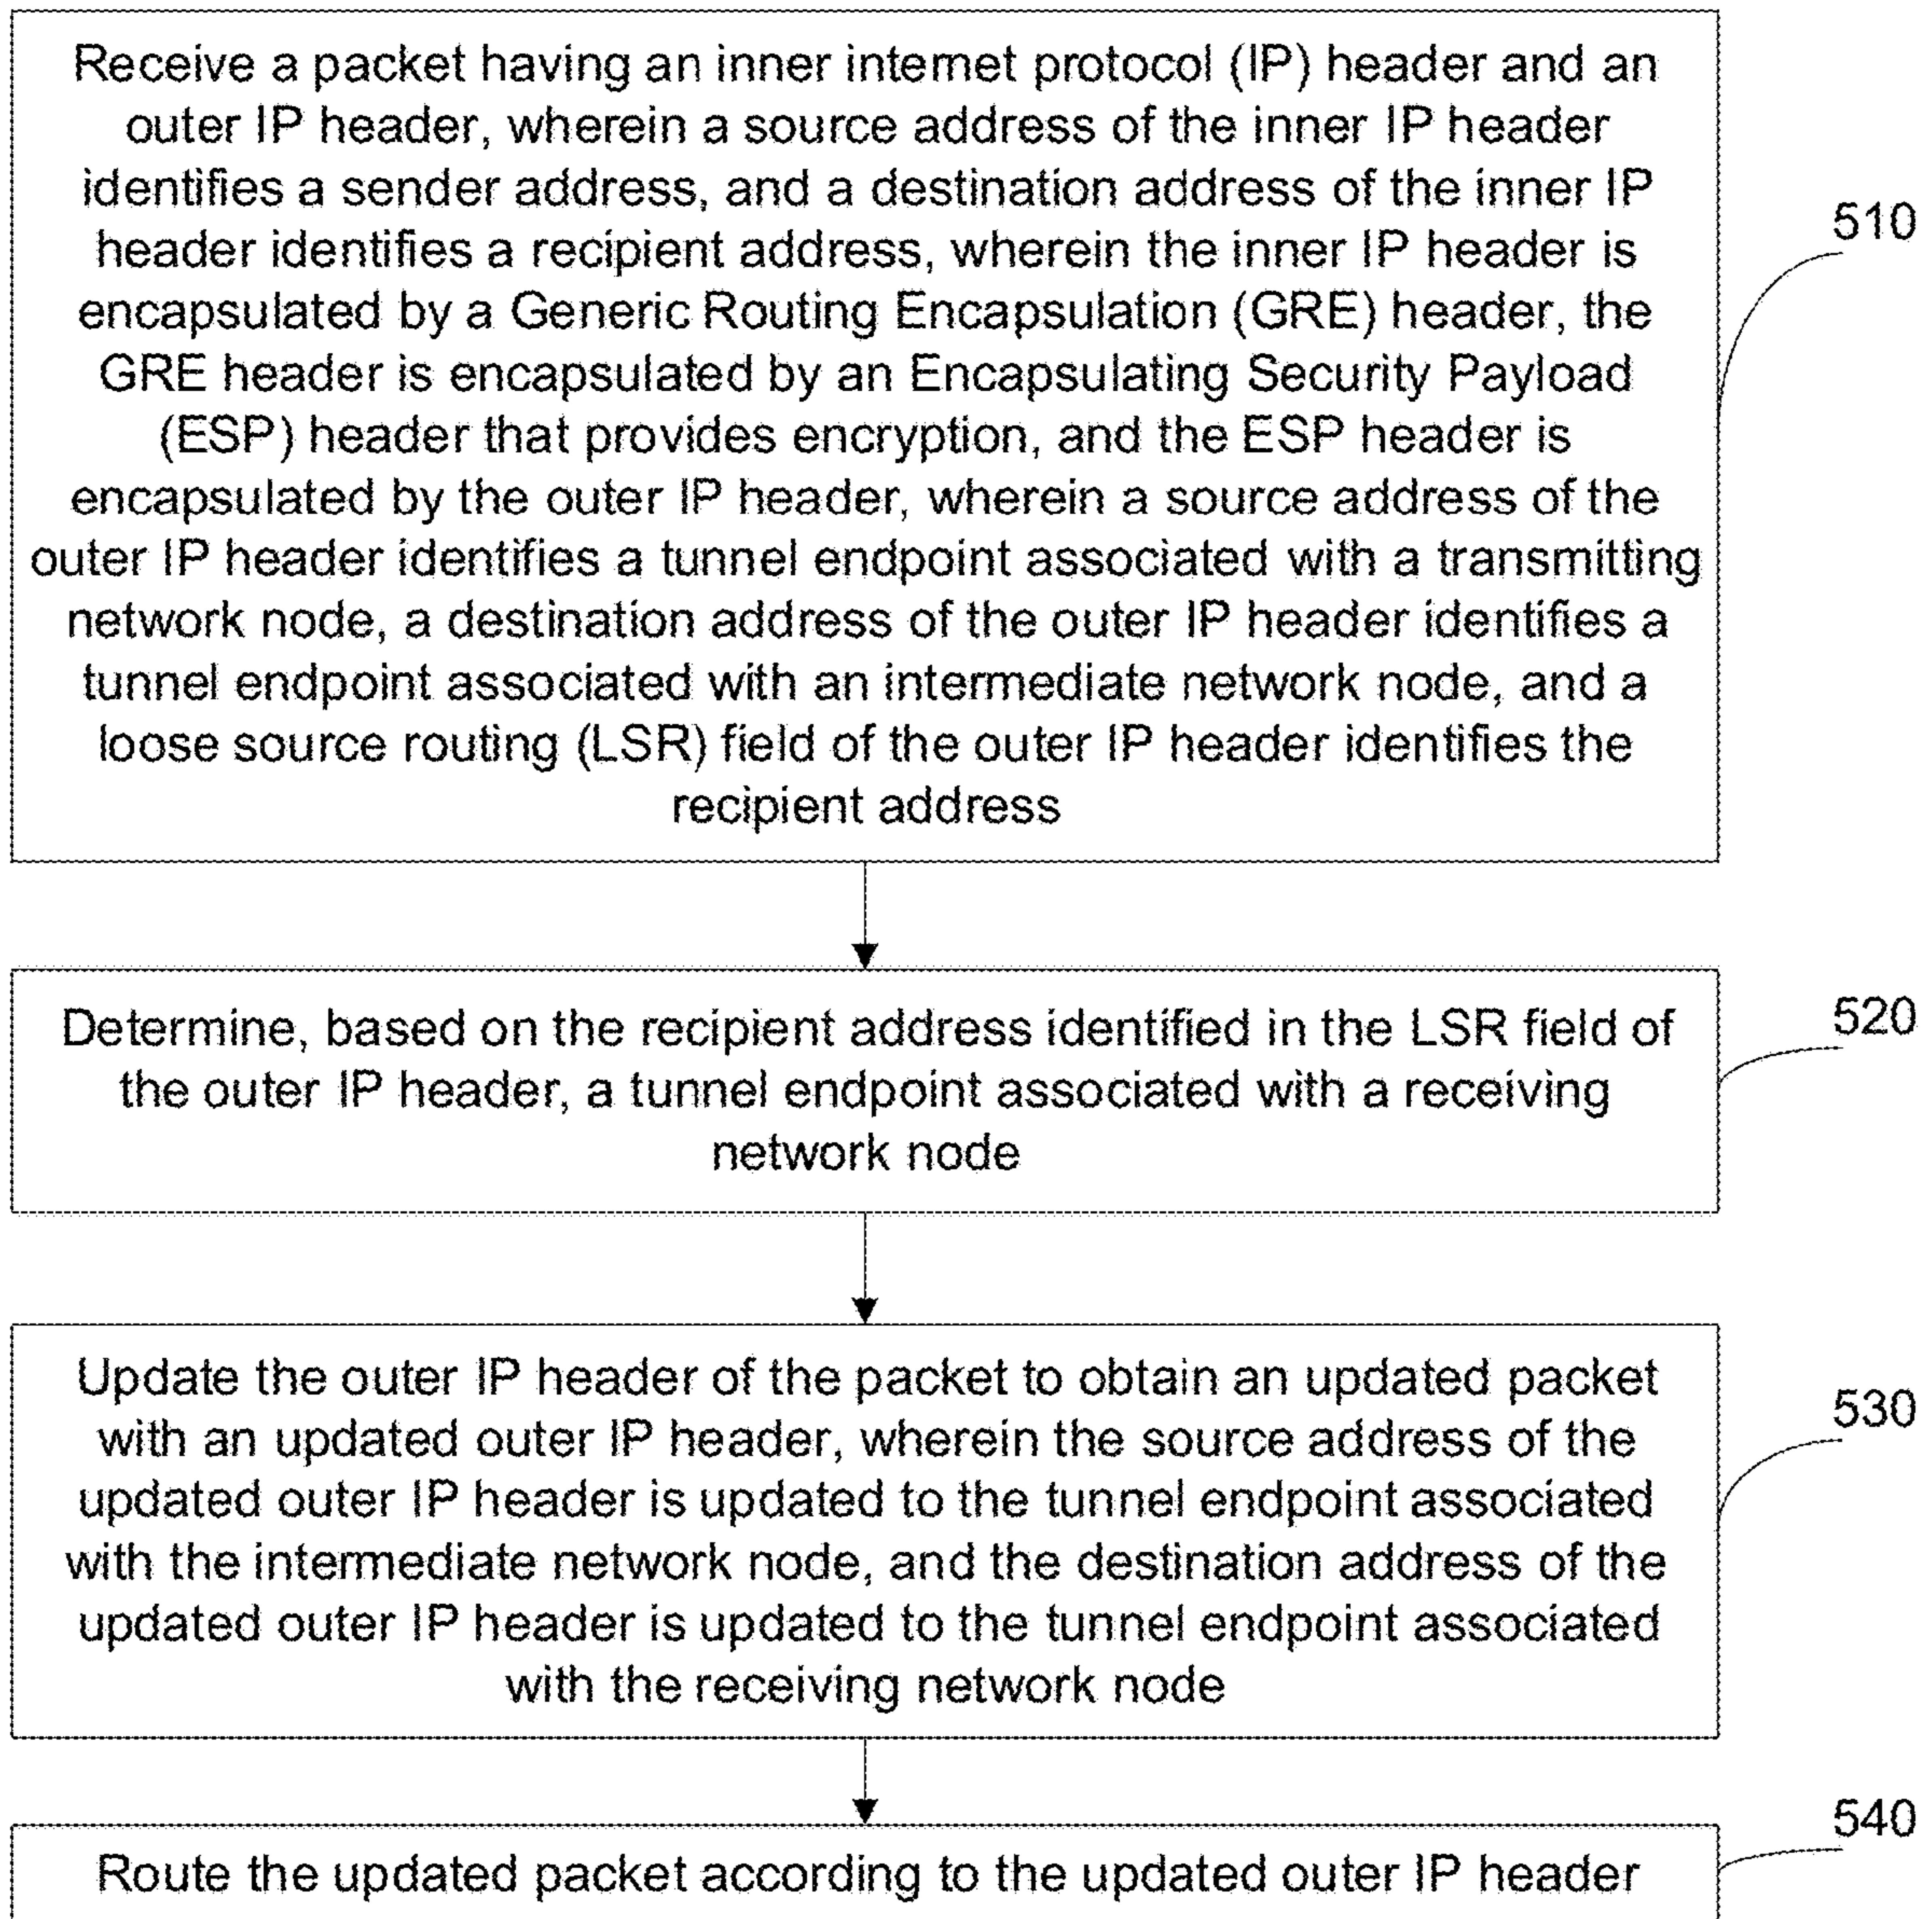 Receive a packet having an inner internet protocol (IP) header and an
outer IP header, wherein a source address of the inner IP header
identifies a sender address, and a destination address of the inner IP
header identifies a recipient address, wherein the inner IP header is
encapsulated by a Generic Routing Encapsulation (GRE) header, the
GRE header is encapsulated by an Encapsulating Security Payload
(ESP) header that provides encryption, and the ESP header is
encapsulated by the outer IP header, wherein a source address of the
outer IP header identifies a tunnel endpoint associated with a transmitting
network node, a destination address of the outer IP header identifies a
tunnel endpoint associated with an intermediate network node, and a
loose source routing (LSR) field of the outer IP header identifies the
recipient address
510
Determine, based on the recipient address identified in the LSR field of
the outer IP header, a tunnel endpoint associated with a receiving
network node
520
Update the outer IP header of the packet to obtain an updated packet
with an updated outer IP header, wherein the source address of the
updated outer IP header is updated to the tunnel endpoint associated
with the intermediate network node, and the destination address of the
updated outer IP header is updated to the tunnel endpoint associated
with the receiving network node
530
Route the updated packet according to the updated outer IP header
540